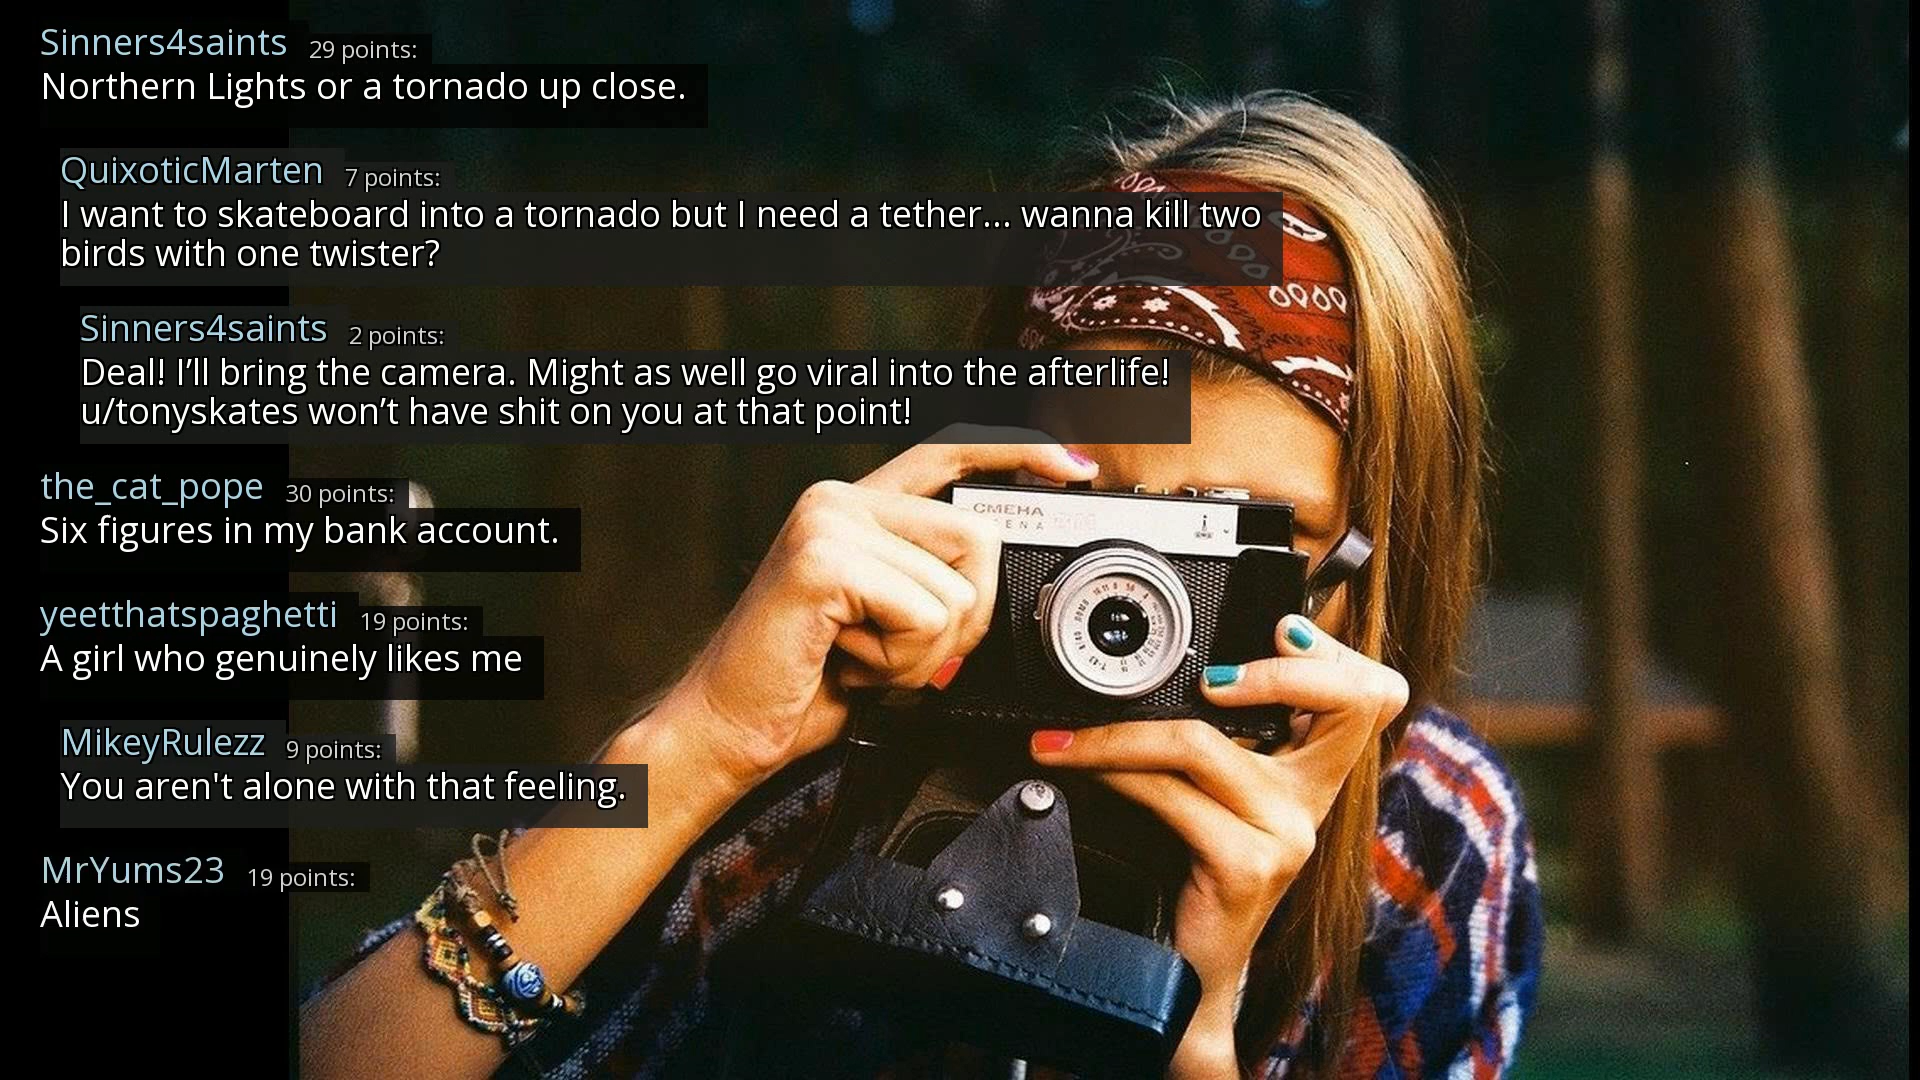 Sinners4saints 29 points:
Northern Lights or a tornado up close.
QuixoticMarten 7 points:
I want to skateboard into a tornado but I need a tether... wanna kill two
birds with one twister?
Sinners4saints 2 points:
Deal! I’ll bring the camera. Might as well go viral into the afterlife!
u/tonyskates won’t have shit on you at that point!
the_cat_pope 30 points:
Six figures in my bank account.
СМЕНА
yeetthatspaghetti 19 points:
A girl who genuinely likes me
MikeyRulezz 9 points:
You aren't alone with that feeling.
MrYums23 19 points:
Aliens